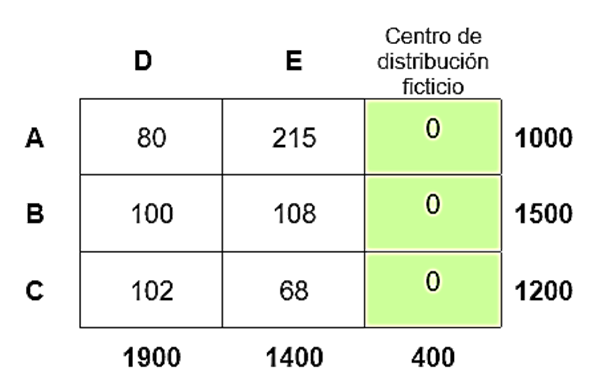 Centro de
distribución
ficticio
D E
A 80 215 0 1000
B 100 108 0 1500
C 102 68 0 1200
1900 1400 400